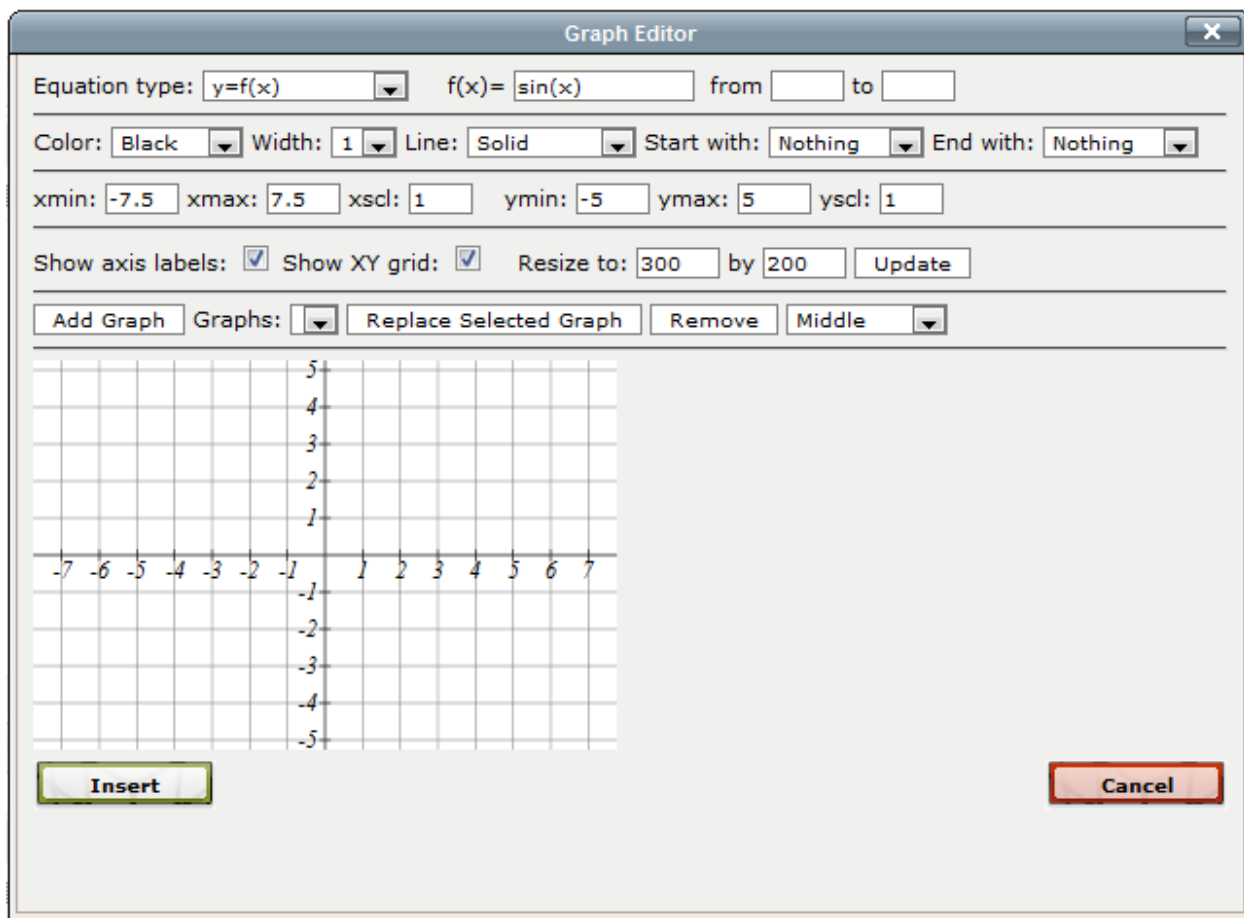 Graph Editor
Equation type: y=f(x) f(x)= sin(x) from to
Color: Black Width: 1 Line: Solid Start with: Nothing End with: Nothing
xmin: -7.5 xmax: 7.5 xscl: 1 ymin: -5 ymax: 5 yscl: 1
Show axis labels: Show XY grid: Resize to: 300 by 200 Update
Add Graph Graphs: Replace Selected Graph Remove Middle
5
4
3
2
1
-7 -6 -5 -4 -3 -2 -1 1 2 3 4 5 6 7
-1
-2
-3
-4
-5
Insert Cancel